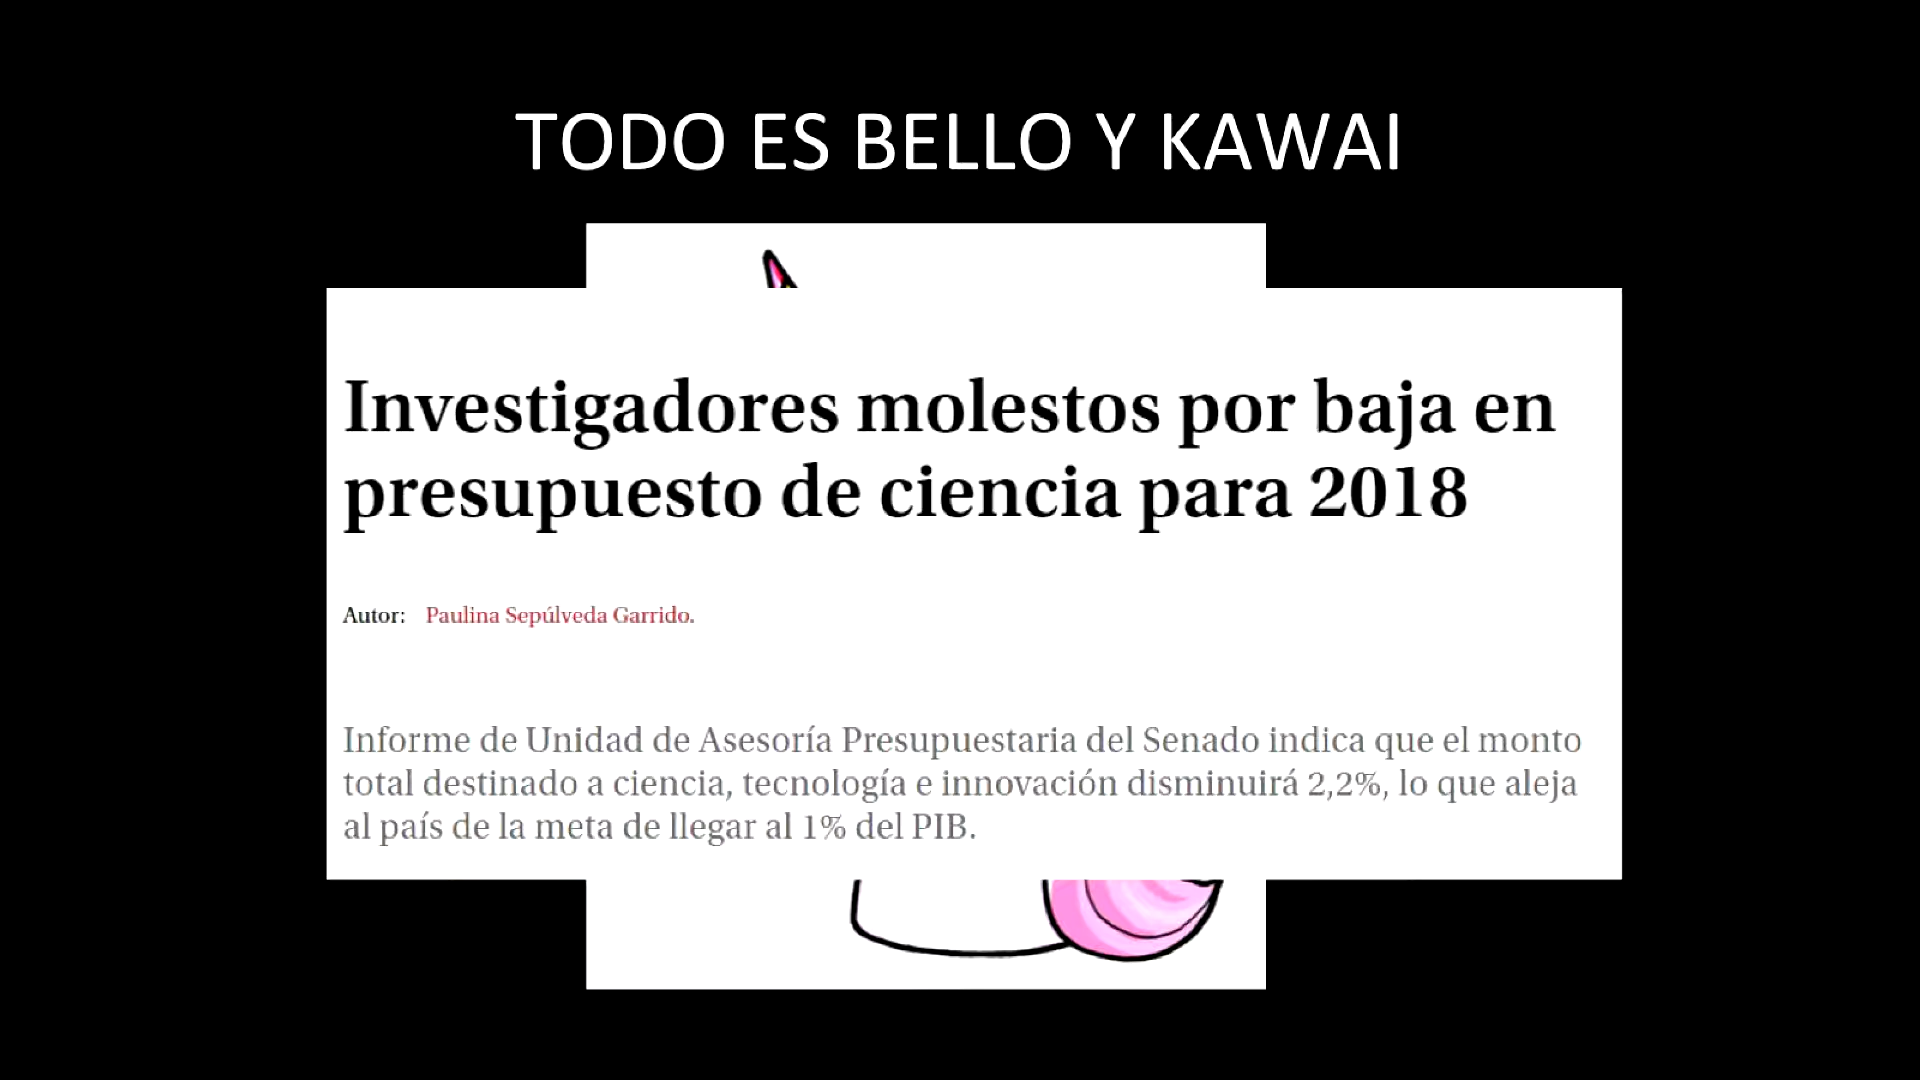 TODO ES BELLO Y KAWAI
Investigadores molestos por baja en
presupuesto de ciencia para 2018
Autor: Paulina Sepúlveda Garrido.
Informe de Unidad de Asesoría Presupuestaria del Senado indica que el monto
total destinado a ciencia, tecnología e innovación disminuirá 2,2%, lo que aleja
al país de la meta de llegar al 1% del PIB.